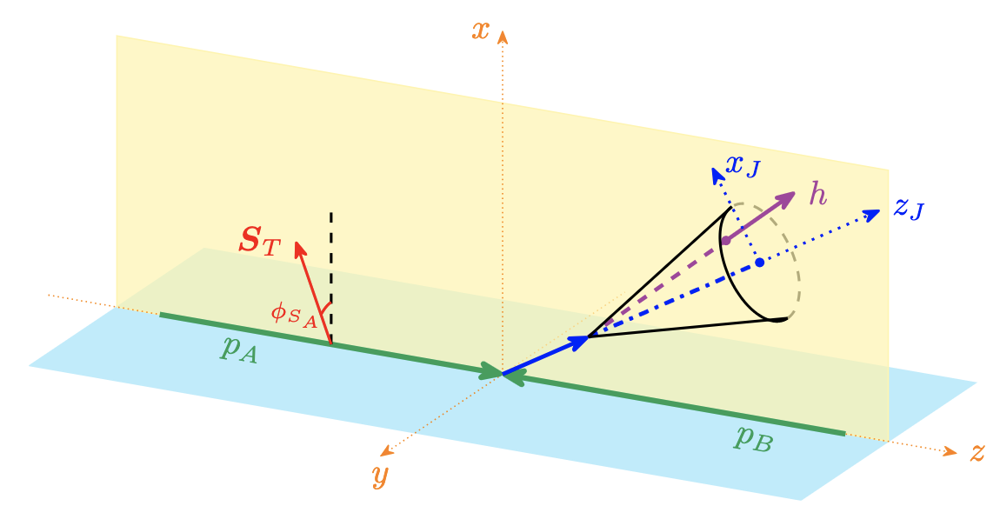 x
x_J
h
z_J
S_T
ϕ_{S_A}
p_A
p_B
z
y